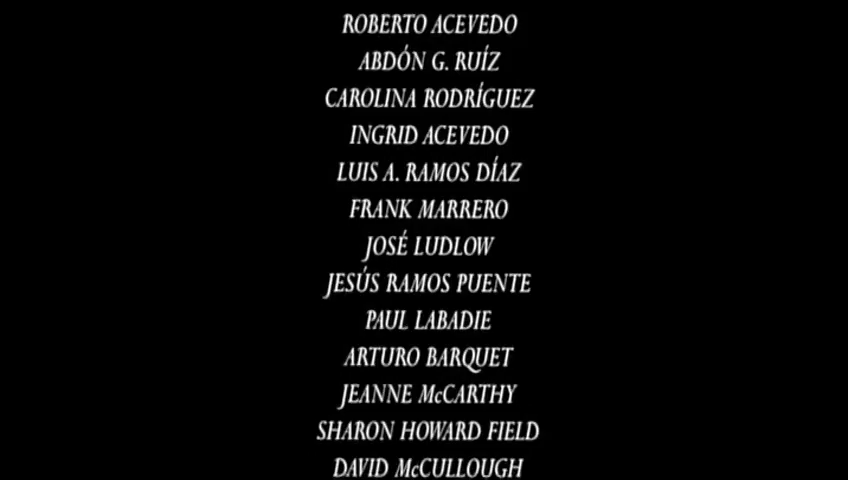 ROBERTO ACEVEDO
ABDÓN G. RUÍZ
CAROLINA RODRÍGUEZ
INGRID ACEVEDO
LUIS A. RAMOS DÍAZ
FRANK MARRERO
JOSÉ LUDLOW
JESÚS RAMOS PUENTE
PAUL LABADIE
ARTURO BARQUET
JEANNE McCARTHY
SHARON HOWARD FIELD
DAVID McCULLOUGH